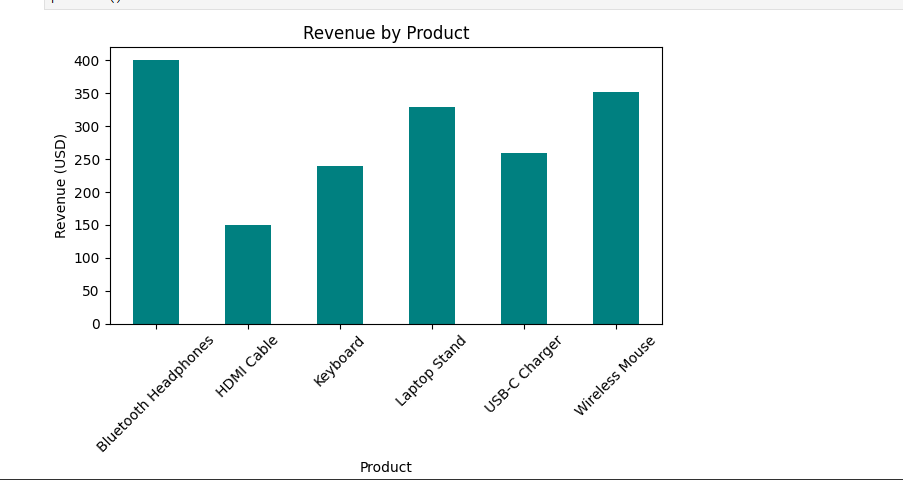 Revenue by Product
400
350
300
250
200
150
100
50
0
Revenue (USD)
Bluetooth Headphones
HDMI Cable
Keyboard
Laptop Stand
USB-C Charger
Wireless Mouse
Product